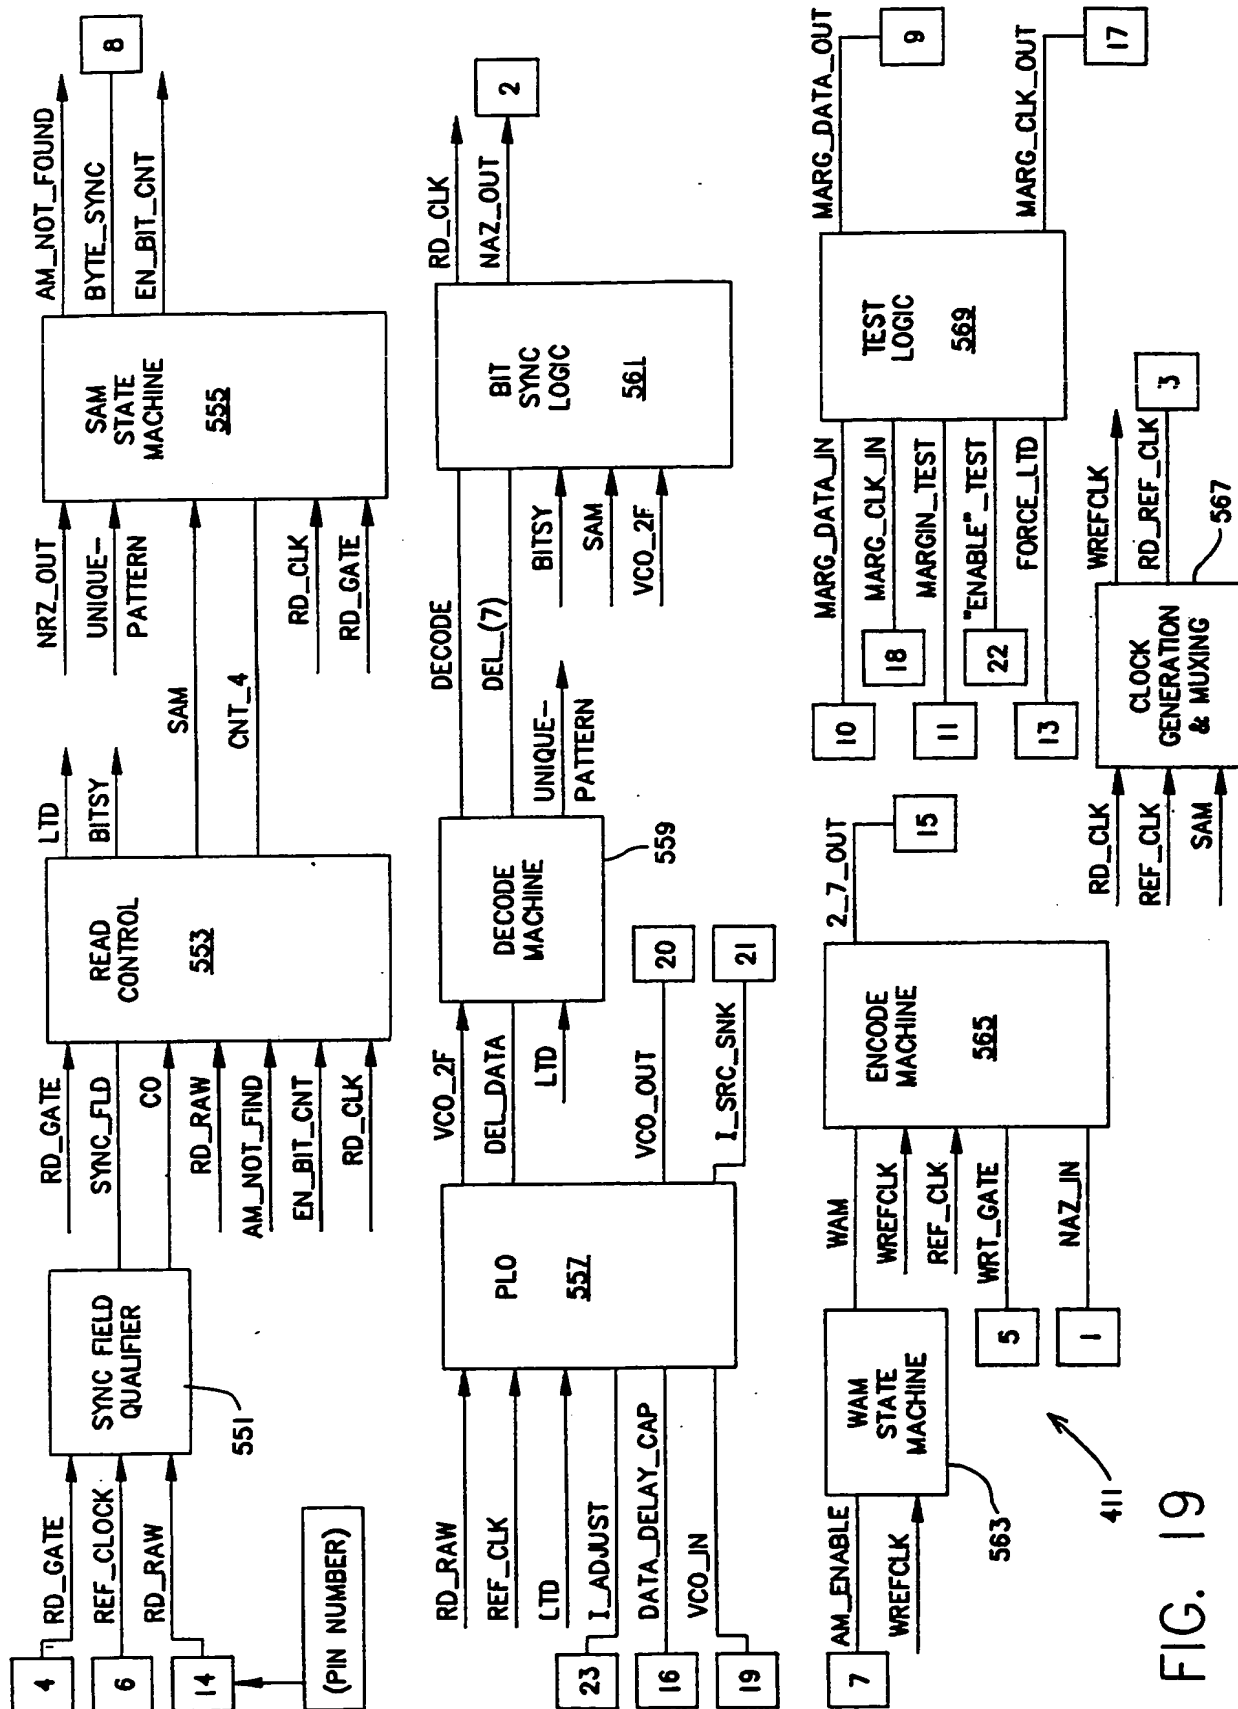 4
6
14
(PIN NUMBER)
RD_GATE
REF_CLOCK
RD_RAW
SYNC FIELD
QUALIFIER
551
RD_GATE
SYNC_FLD
CO
RD_RAW
AM_NOT_FIND
EN_BIT_CNT
RD_CLK
READ
CONTROL
553
LTD
BITSY
SAM
CNT_4
NRZ_OUT
UNIQUE-
PATTERN
RD_CLK
RD_GATE
SAM
STATE
MACHINE
555
AM_NOT_FOUND
BYTE_SYNC
EN_BIT_CNT
8
RD_RAW
REF_CLK
LTD
I_ADJUST
DATA_DELAY_CAP
VCO_IN
23
16
19
PLO
557
VCO_2F
DEL_DATA
LTD
VCO_OUT
I_SRC_SNK
20
21
DECODE
MACHINE
559
DECODE
DEL_(7)
UNIQUE-
PATTERN
BITSY
SAM
VCO_2F
BIT
SYNC
LOGIC
561
RD_CLK
NAZ_OUT
2
7
AM_ENABLE
WREFCLK
WAM
STATE
MACHINE
563
WAM
WREFCLK
REF_CLK
WRT_GATE
NAZ_IN
5
1
ENCODE
MACHINE
565
2_7_OUT
15
10
18
11
22
13
MARG_DATA_IN
MARG_CLK_IN
MARGIN_TEST
"ENABLE"_TEST
FORCE_LTD
TEST
LOGIC
569
MARG_DATA_OUT
MARG_CLK_OUT
9
17
RD_CLK
REF_CLK
SAM
CLOCK
GENERATION
& MUXING
567
WREFCLK
RD_REF_CLK
3
411
FIG. 19